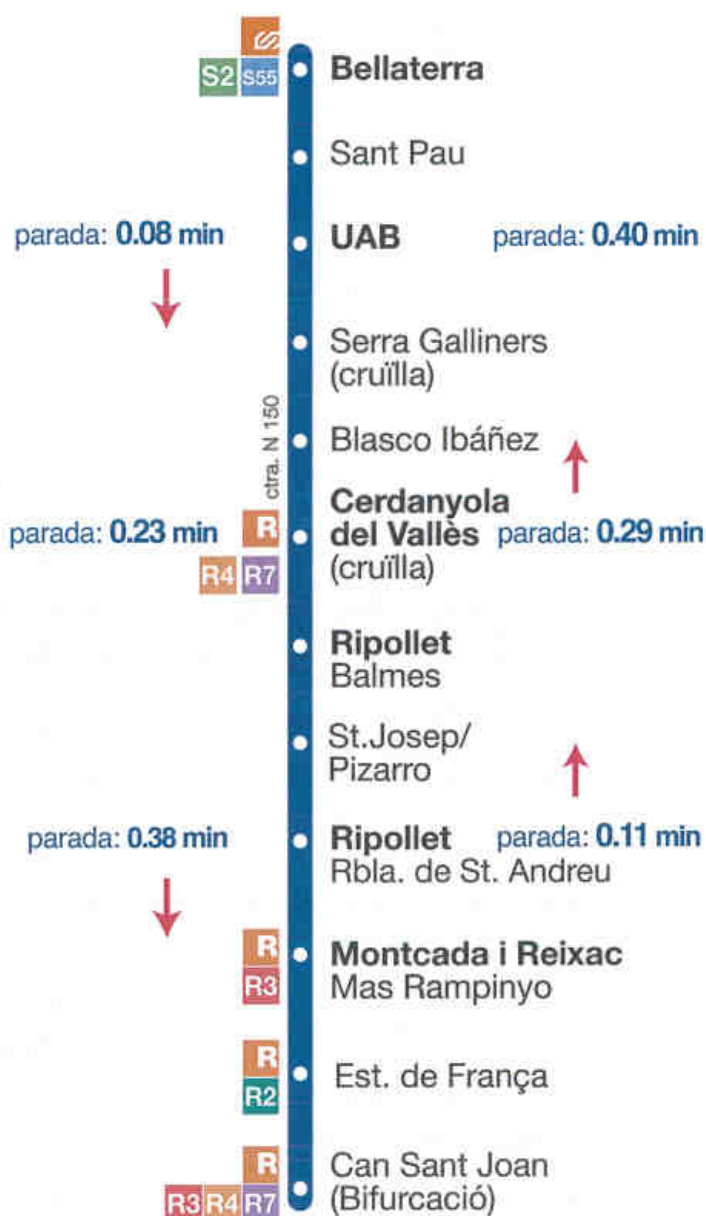 S2 S55
Bellaterra
Sant Pau
parada: 0.08 min
UAB
parada: 0.40 min
Serra Galliners
(cruïlla)
ctra. N 150
Blasco Ibáñez
parada: 0.23 min
R
R4 R7
Cerdanyola
del Vallès
(cruïlla)
parada: 0.29 min
Ripollet
Balmes
St.Josep/
Pizarro
parada: 0.38 min
Ripollet
Rbla. de St. Andreu
parada: 0.11 min
R
R3
Montcada i Reixac
Mas Rampinyo
R
R2
Est. de França
R
R3 R4 R7
Can Sant Joan
(Bifurcació)